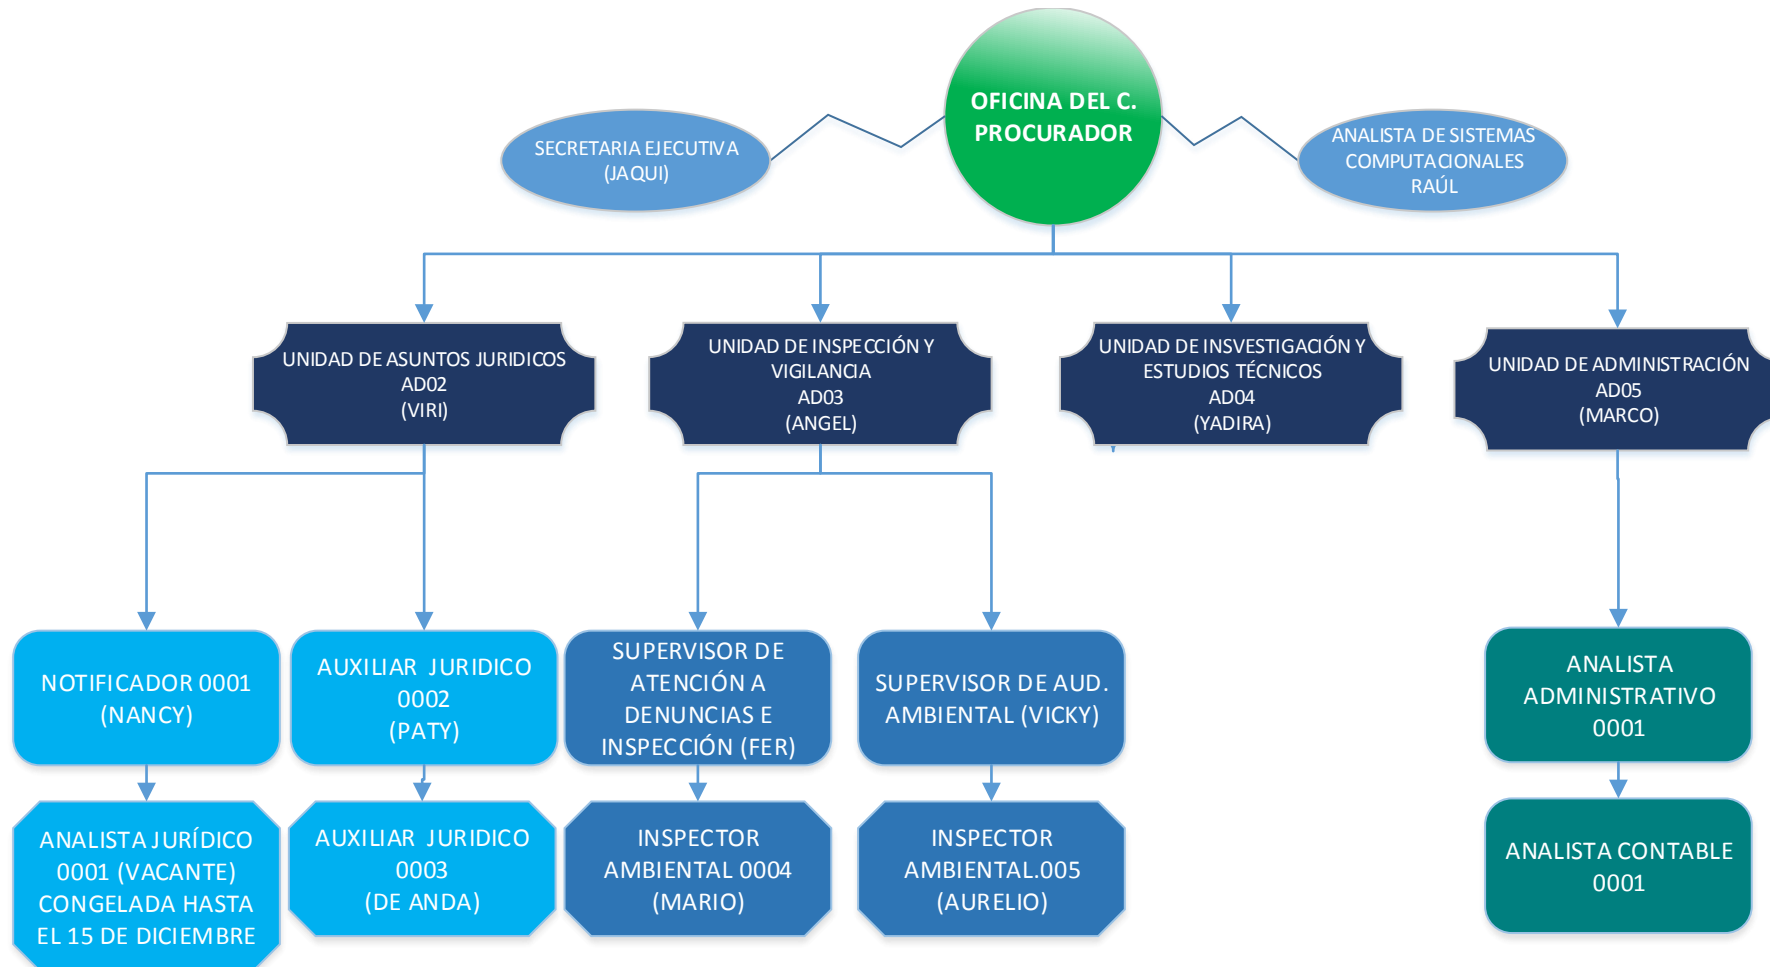 OFICINA DEL C.
PROCURADOR
SECRETARIA EJECUTIVA
(JAQUI)
ANALISTA DE SISTEMAS
COMPUTACIONALES
RAÚL
UNIDAD DE ASUNTOS JURIDICOS
AD02
(VIRI)
UNIDAD DE INSPECCIÓN Y
VIGILANCIA
AD03
(ANGEL)
UNIDAD DE INSVESTIGACIÓN Y
ESTUDIOS TÉCNICOS
AD04
(YADIRA)
UNIDAD DE ADMINISTRACIÓN
AD05
(MARCO)
NOTIFICADOR 0001
(NANCY)
AUXILIAR JURIDICO
0002
(PATY)
SUPERVISOR DE
ATENCIÓN A
DENUNCIAS E
INSPECCIÓN (FER)
SUPERVISOR DE AUD.
AMBIENTAL (VICKY)
ANALISTA
ADMINISTRATIVO
0001
ANALISTA JURÍDICO
0001 (VACANTE)
CONGELADA HASTA
EL 15 DE DICIEMBRE
AUXILIAR JURIDICO
0003
(DE ANDA)
INSPECTOR
AMBIENTAL 0004
(MARIO)
INSPECTOR
AMBIENTAL.005
(AURELIO)
ANALISTA CONTABLE
0001